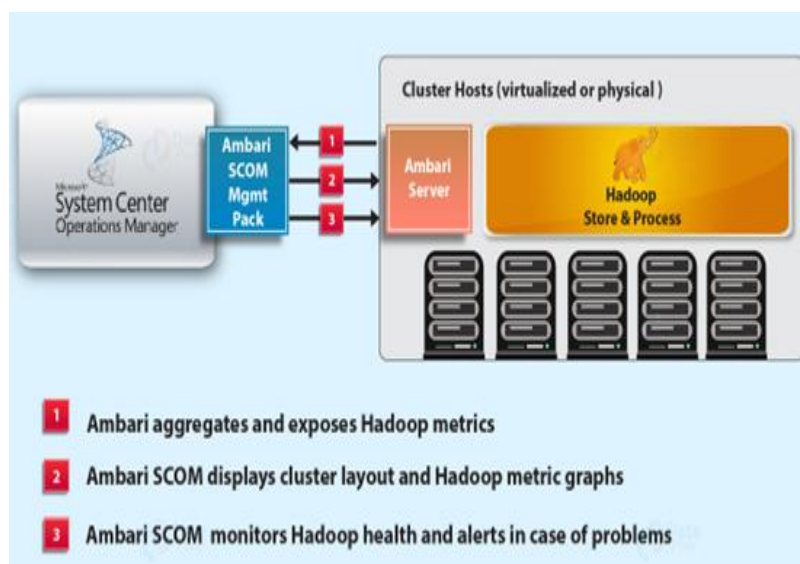 Cluster Hosts (virtualized or physical )
Microsoft
System Center
Operations Manager
Ambari
SCOM
Mgmt
Pack
1
2
3
Ambari
Server
Hadoop
Store & Process
1 Ambari aggregates and exposes Hadoop metrics
2 Ambari SCOM displays cluster layout and Hadoop metric graphs
3 Ambari SCOM monitors Hadoop health and alerts in case of problems